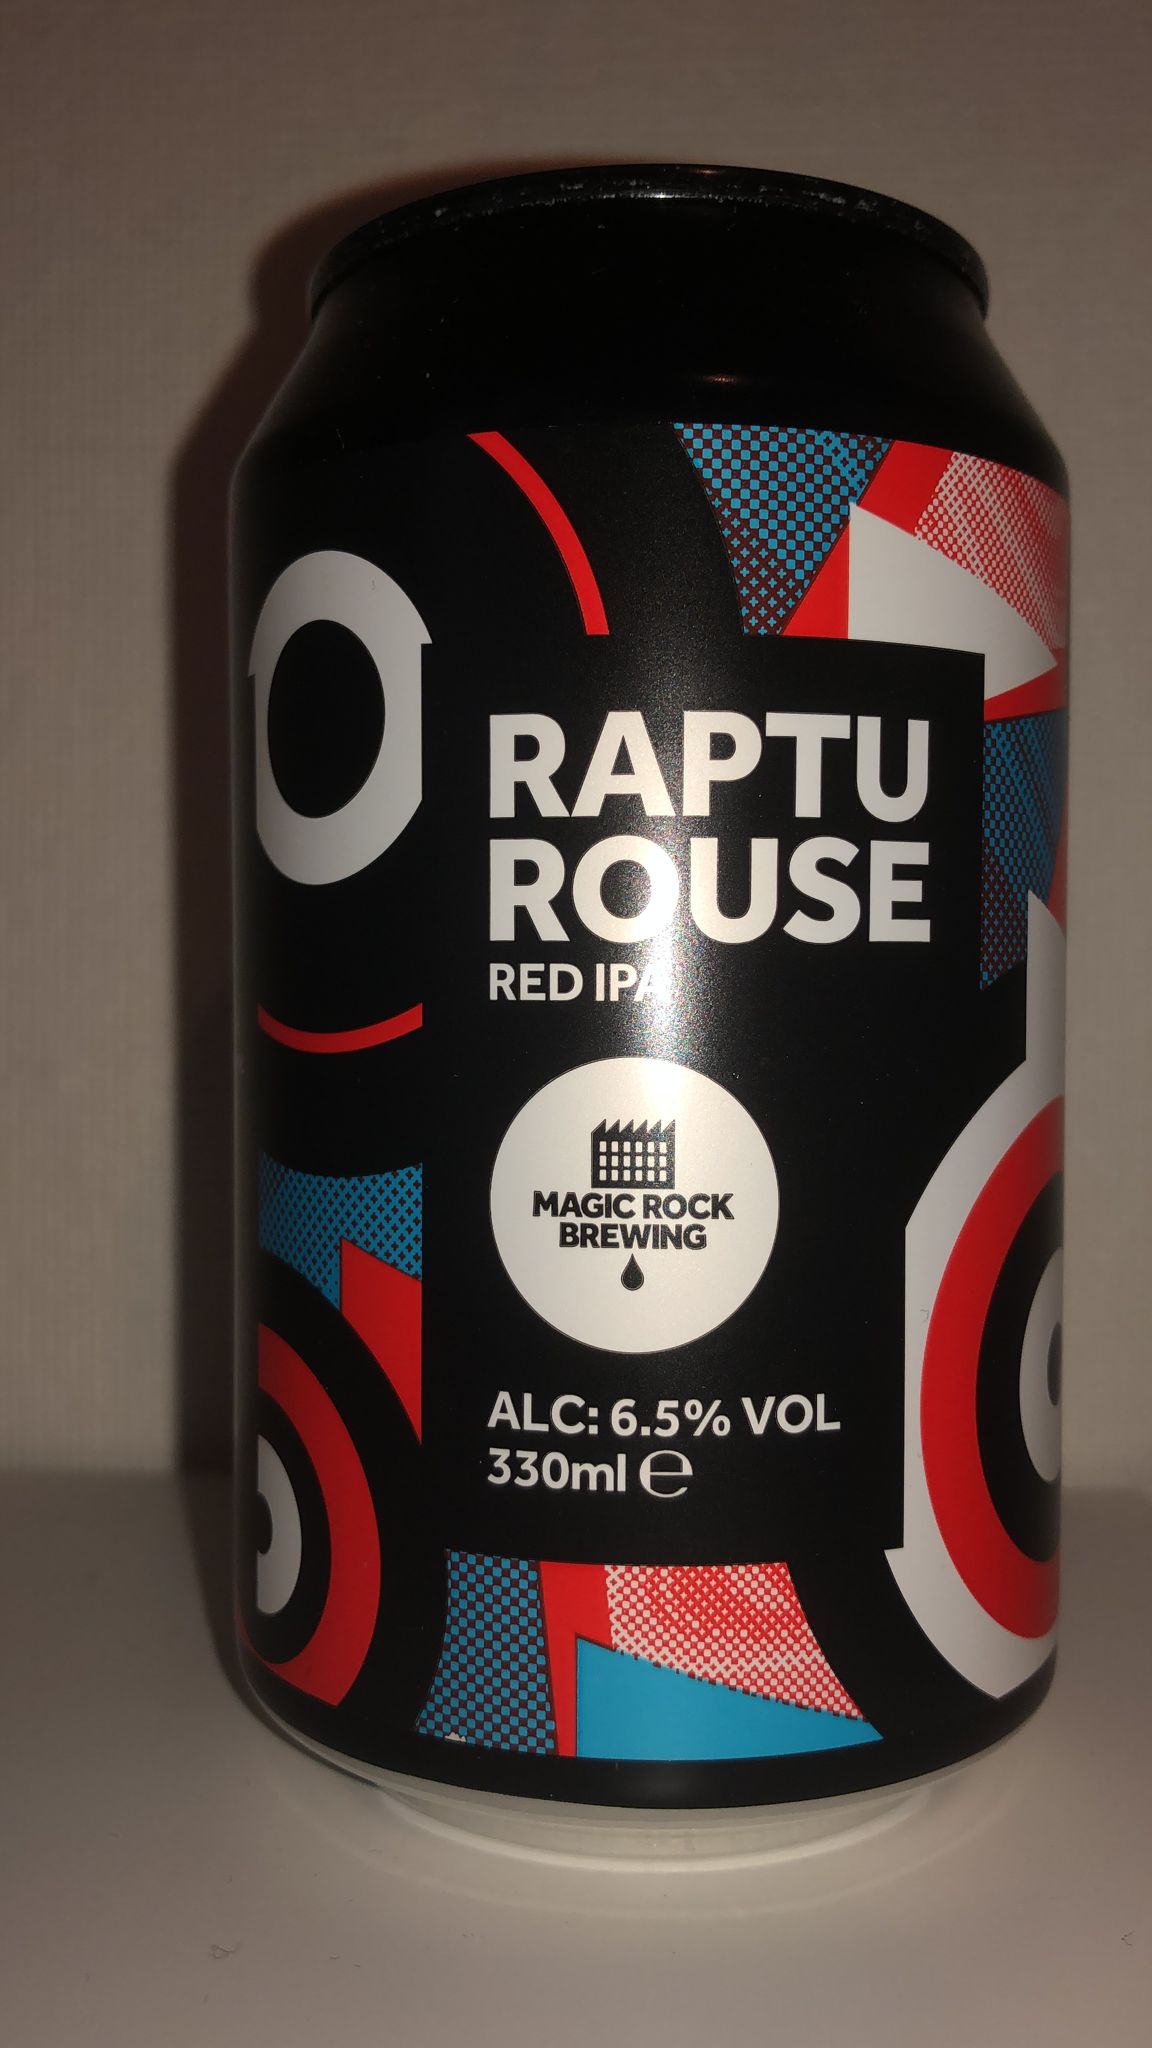 RAPTU
ROUSE
RED IPA
MAGIC ROCK
BREWING
ALC: 6.5% VOL
330ml ℮